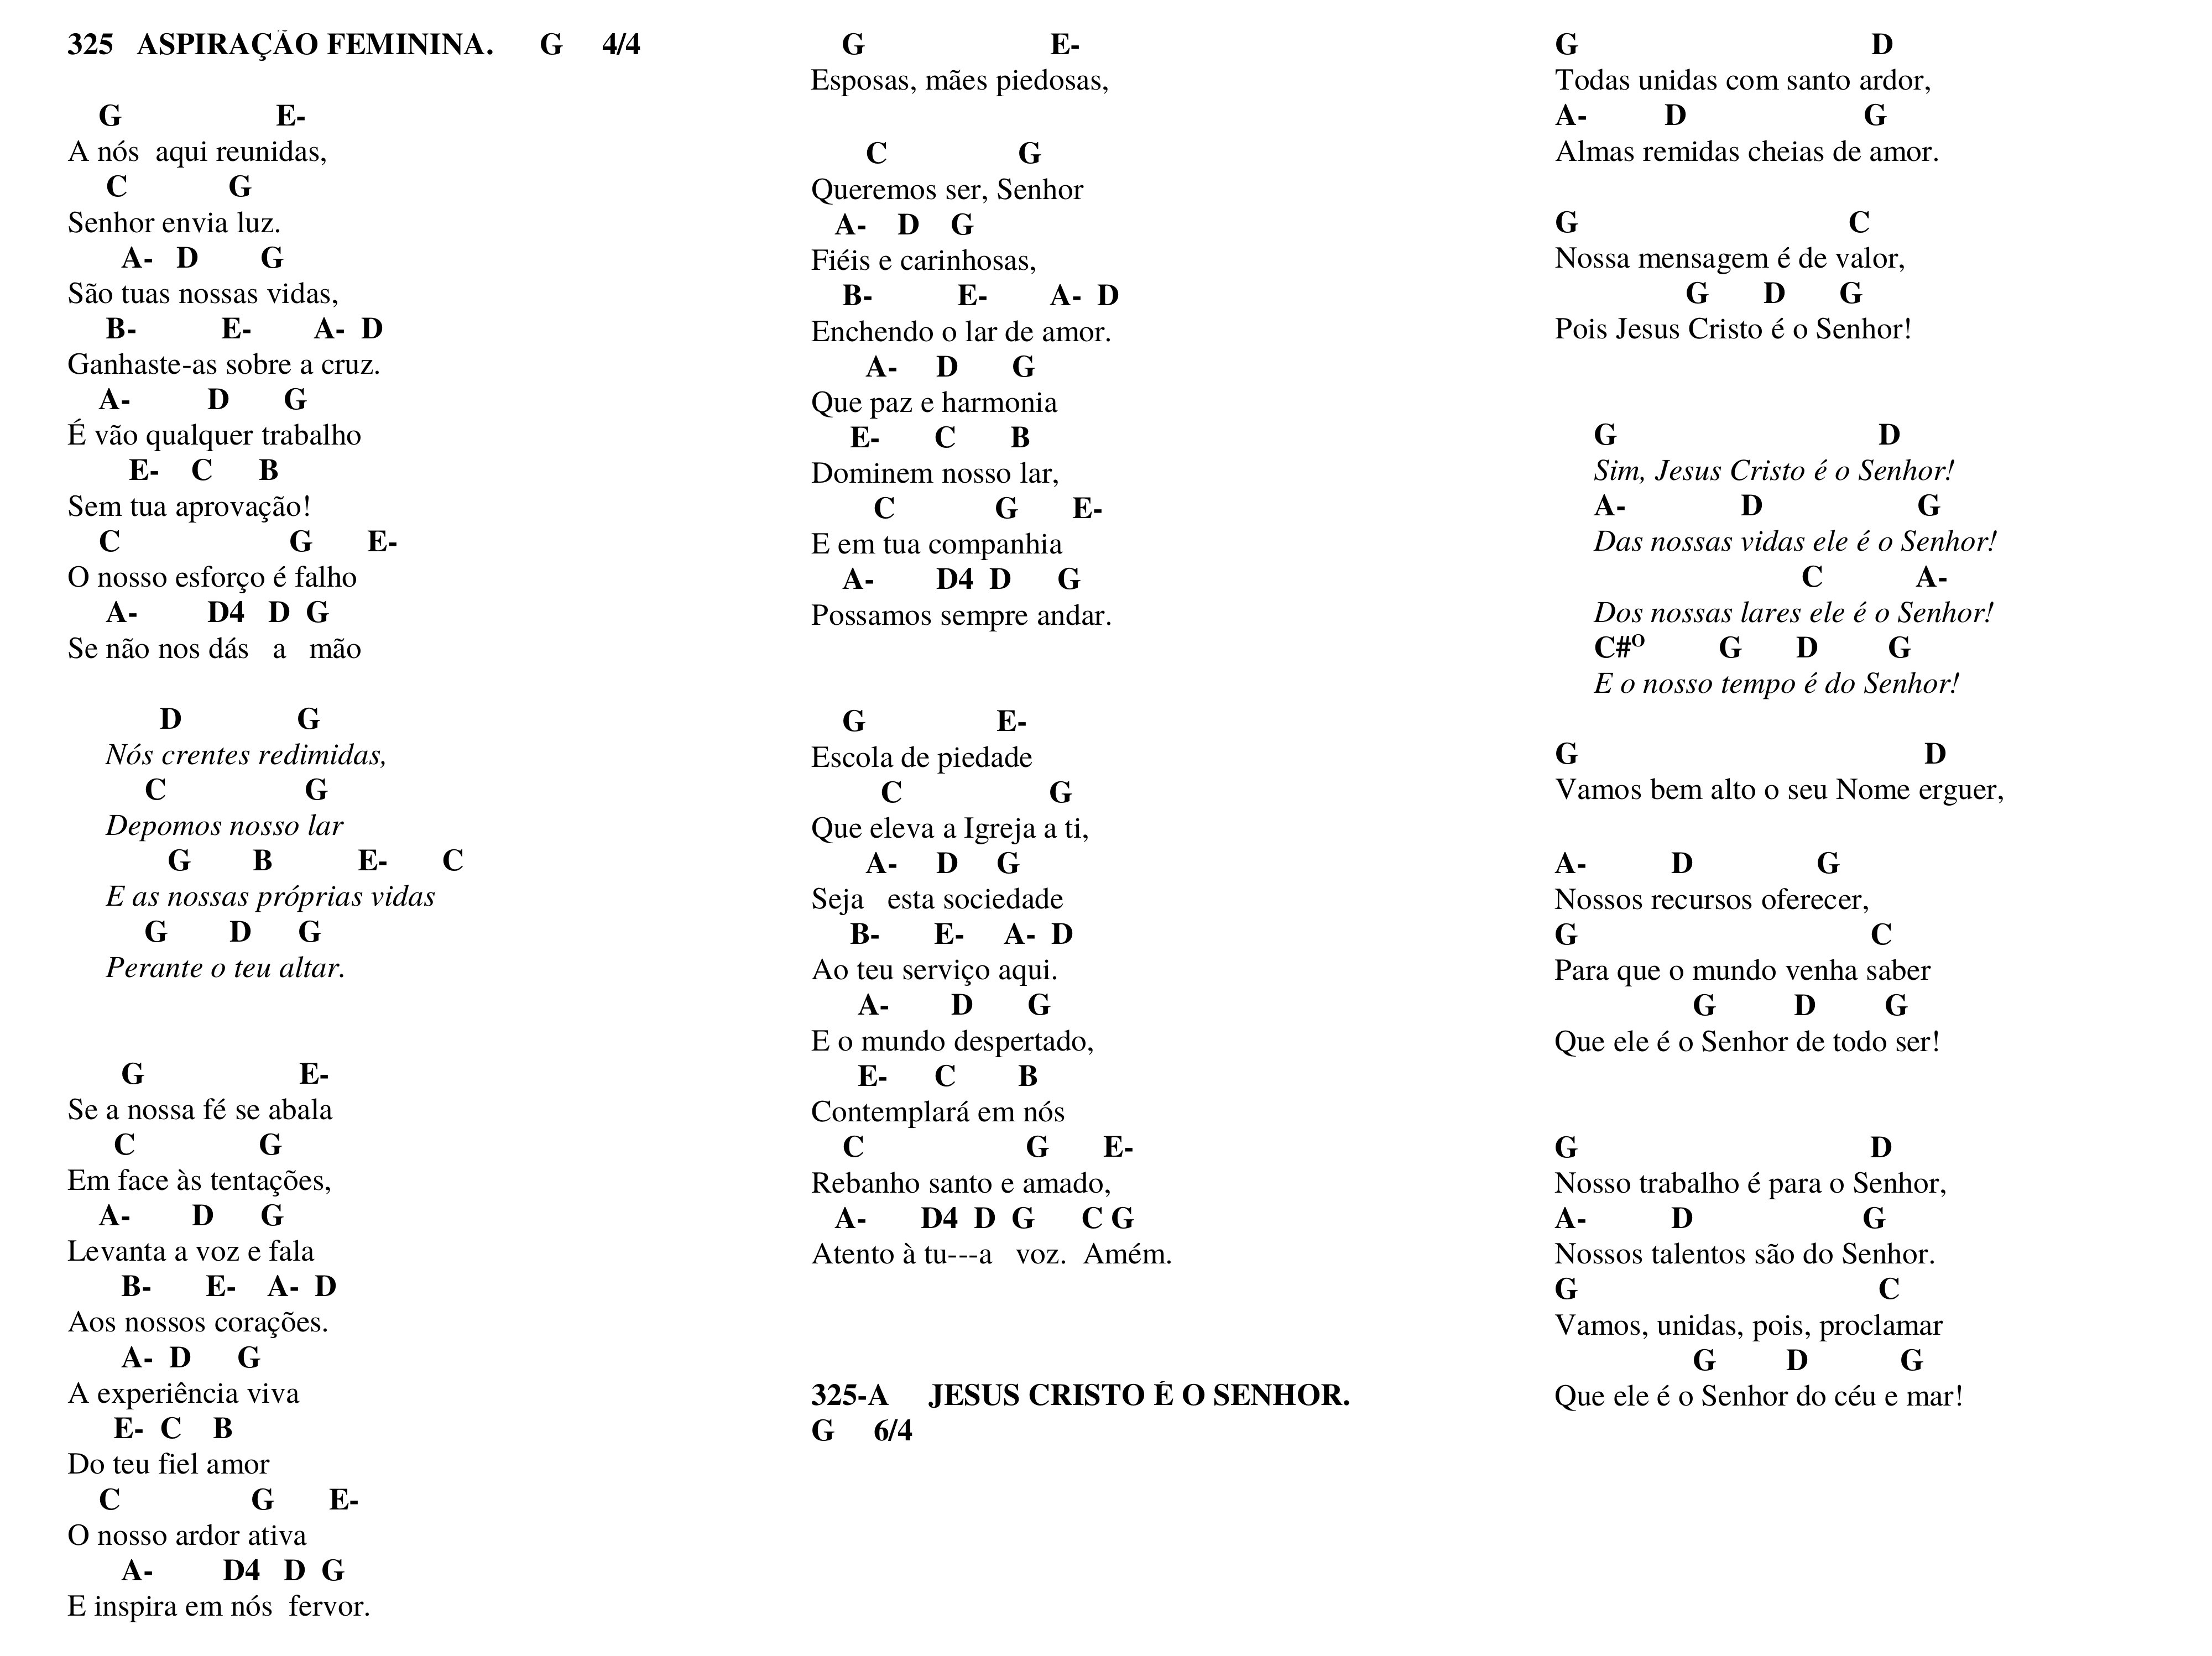 325   ASPIRAÇÃO FEMININA.      G     4/4
G                    E-
A nós  aqui reunidas,
C             G
Senhor envia luz.
A-   D        G
São tuas nossas vidas,
B-           E-        A-  D
Ganhaste-as sobre a cruz.
A-          D       G
É vão qualquer trabalho
E-    C      B
Sem tua aprovação!
C                      G       E-
O nosso esforço é falho
A-         D4   D  G
Se não nos dás   a   mão
D               G
Nós crentes redimidas,
C                  G
Depomos nosso lar
G        B           E-       C
E as nossas próprias vidas
G        D      G
Perante o teu altar.
G                    E-
Se a nossa fé se abala
C                G
Em face às tentações,
A-        D      G
Levanta a voz e fala
B-       E-    A-  D
Aos nossos corações.
A-  D      G
A experiência viva
E-  C    B
Do teu fiel amor
C                 G       E-
O nosso ardor ativa
A-         D4   D  G
E inspira em nós  fervor.
G                        E-
Esposas, mães piedosas,
C                 G
Queremos ser, Senhor
A-    D    G
Fiéis e carinhosas,
B-           E-        A-  D
Enchendo o lar de amor.
A-     D       G
Que paz e harmonia
E-       C       B
Dominem nosso lar,
C             G       E-
E em tua companhia
A-        D4  D      G
Possamos sempre andar.
G                 E-
Escola de piedade
C                   G
Que eleva a Igreja a ti,
A-     D     G
Seja   esta sociedade
B-       E-     A-  D
Ao teu serviço aqui.
A-        D       G
E o mundo despertado,
E-      C        B
Contemplará em nós
C                     G       E-
Rebanho santo e amado,
A-       D4  D  G      C G
Atento à tu---a   voz.  Amém.
325-A     JESUS CRISTO É O SENHOR.
G     6/4
G                                      D
Todas unidas com santo ardor,
A-          D                       G
Almas remidas cheias de amor.
G                                   C
Nossa mensagem é de valor,
G       D       G
Pois Jesus Cristo é o Senhor!
G                                  D
Sim, Jesus Cristo é o Senhor!
A-               D                    G
Das nossas vidas ele é o Senhor!
C            A-
Dos nossas lares ele é o Senhor!
C#º          G       D         G
E o nosso tempo é do Senhor!
G                                             D
Vamos bem alto o seu Nome erguer,
A-           D                G
Nossos recursos oferecer,
G                                      C
Para que o mundo venha saber
G          D         G
Que ele é o Senhor de todo ser!
G                                      D
Nosso trabalho é para o Senhor,
A-           D                      G
Nossos talentos são do Senhor.
G                                       C
Vamos, unidas, pois, proclamar
G         D            G
Que ele é o Senhor do céu e mar!